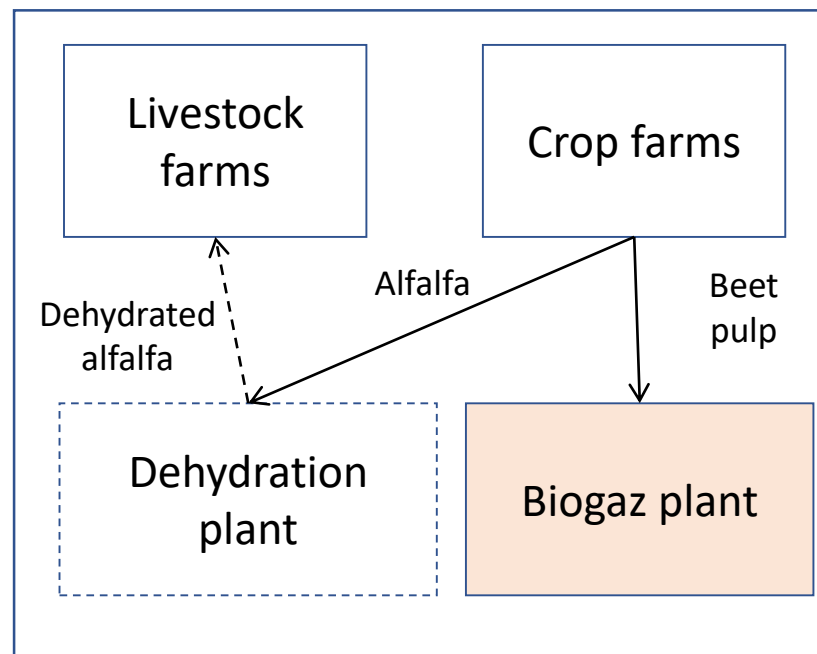 Livestock
farms
Crop farms
Alfalfa
Beet
pulp
Dehydrated
alfalfa
Dehydration
plant
Biogaz plant